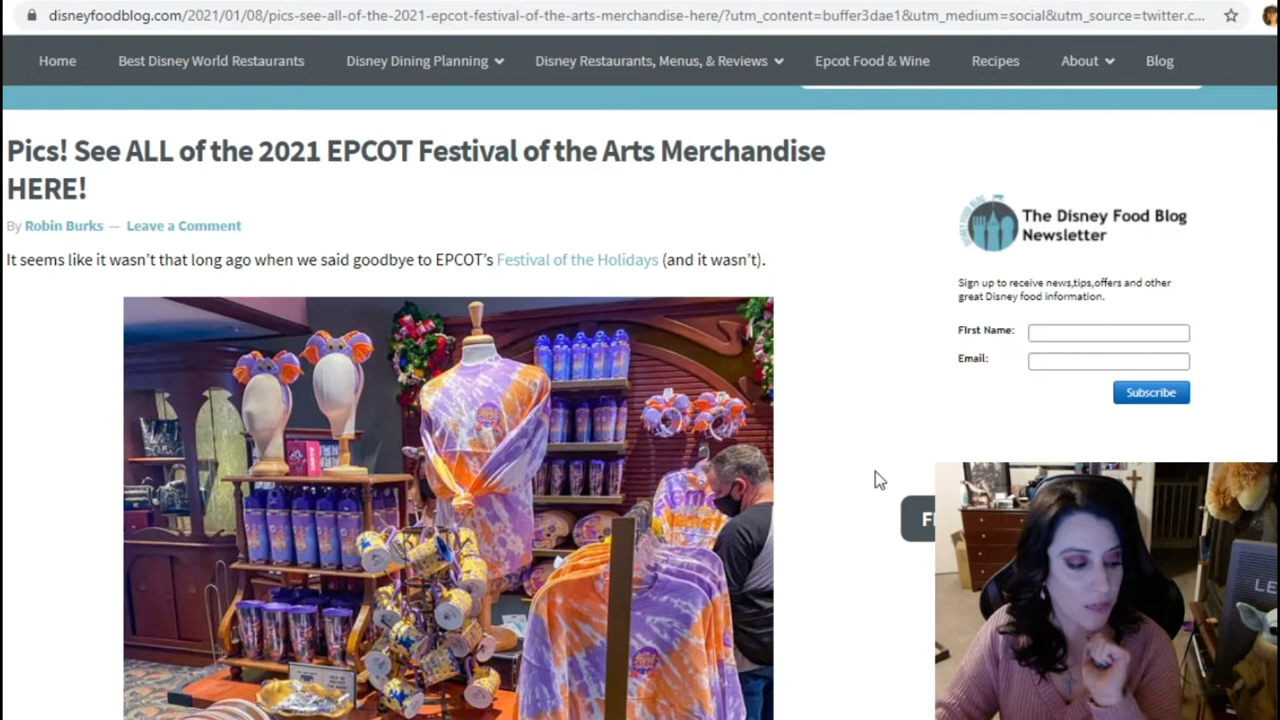 disneyfoodblog.com/2021/01/08/pics-see-all-of-the-2021-epcot-festival-of-the-arts-merchandise-here/?utm_content=buffer3dae1&utm_medium=social&utm_source=twitter.c...
Home Best Disney World Restaurants Disney Dining Planning Disney Restaurants, Menus, & Reviews Epcot Food & Wine Recipes About Blog
Pics! See ALL of the 2021 EPCOT Festival of the Arts Merchandise
HERE!
By Robin Burks — Leave a Comment
It seems like it wasn't that long ago when we said goodbye to EPCOT's Festival of the Holidays (and it wasn't).
The Disney Food Blog
Newsletter
Sign up to receive news,tips,offers and other
great Disney food information.
First Name:
Email:
Subscribe